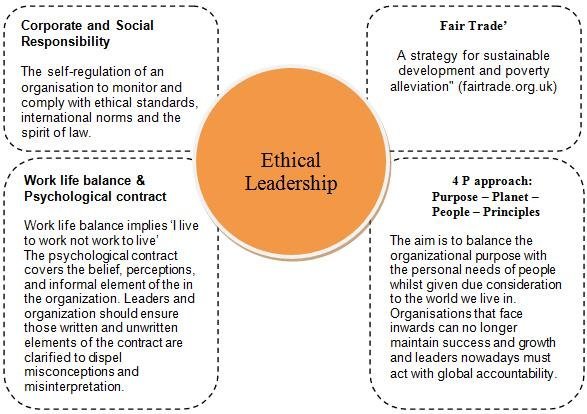 Corporate and Social
Responsibility
The self-regulation of an
organisation to monitor and
comply with ethical standards,
international norms and the
spirit of law.
Fair Trade’
A strategy for sustainable
development and poverty
alleviation” (fairtrade.org.uk)
Ethical
Leadership
Work life balance &
Psychological contract
Work life balance implies ‘I live
to work not work to live’
The psychological contract
covers the belief, perceptions,
and informal element of the in
the organization. Leaders and
organization should ensure
those written and unwritten
elements of the contract are
clarified to dispel
misconceptions and
misinterpretation.
4 P approach:
Purpose – Planet –
People – Principles
The aim is to balance the
organizational purpose with
the personal needs of people
whilst given due consideration
to the world we live in.
Organisations that face
inwards can no longer
maintain success and growth
and leaders nowadays must
act with global accountability.